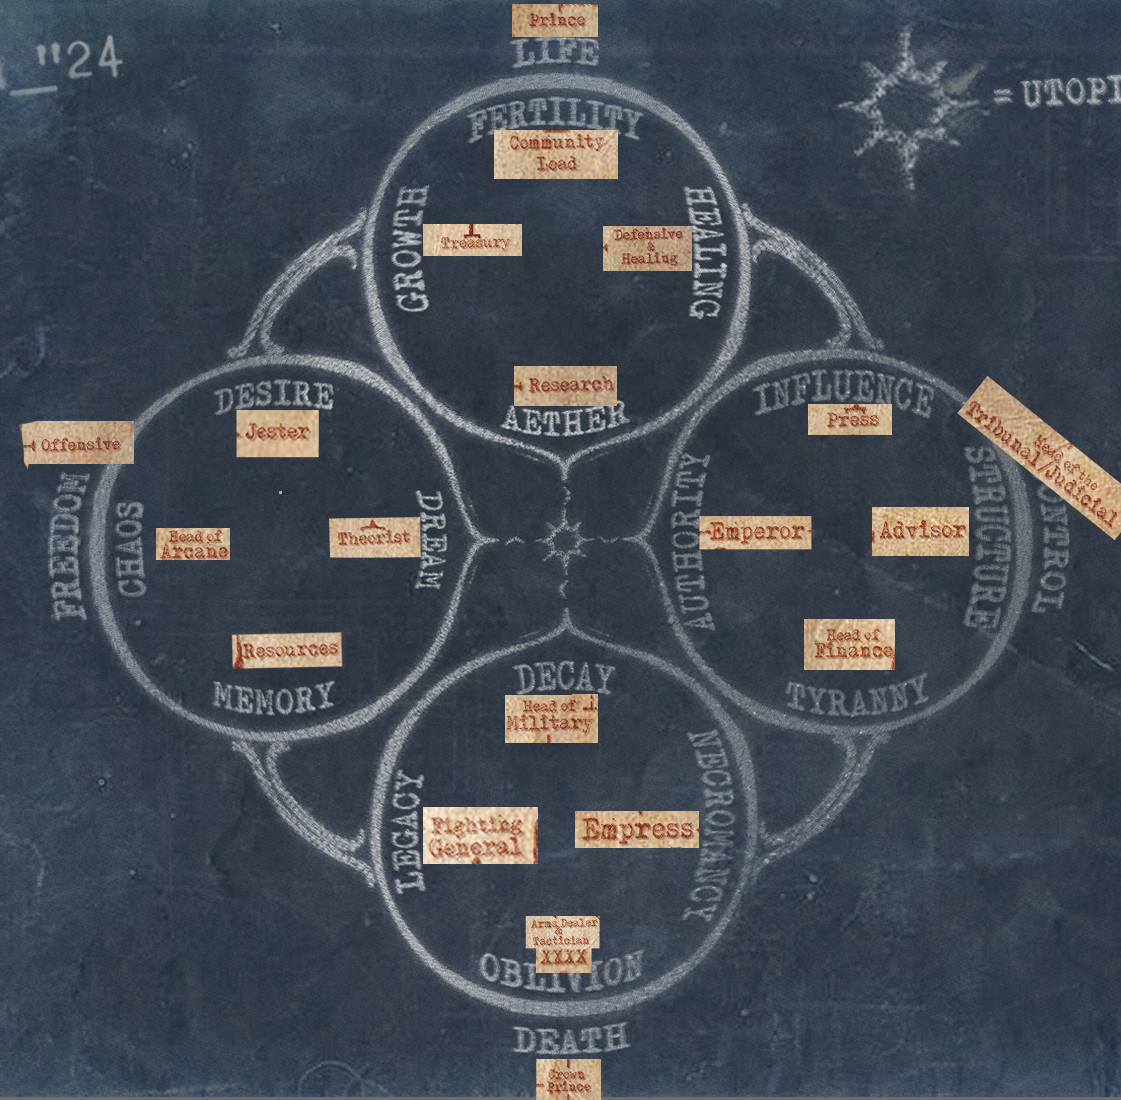 "24
Prince
LIFE
= UTOPI
FERTILITY
Community
Lead
GROWTH
Treasury
HEALING
Defensive
&
Healing
Research
AETHER
DESIRE
Jester
Offensive
FREEDOM
CHAOS
Head of
Arcane
Theorist
DREAM
Resources
MEMORY
INFLUENCE
Press
Head of the
Tribunal/Judicial
AUTHORITY
Emperor
Advisor
STRUCTURE
ONTROL
Head of
Finance
TYRANNY
DECAY
Head of
Military
LEGACY
Fighting
General
Empress
NECROMANCY
Arms Dealer
&
Tactician
XXXX
OBLIVION
DEATH
Crown
Prince